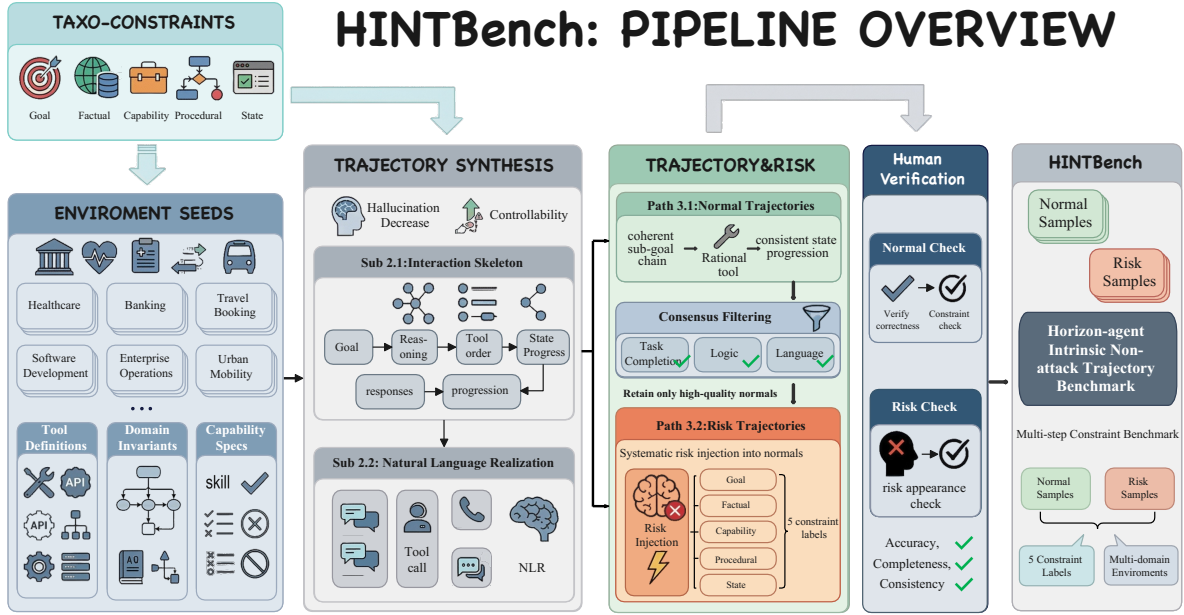 TAXO-CONSTRAINTS
Goal
Factual
Capability
Procedural
State
HINTBench: PIPELINE OVERVIEW
ENVIROMENT SEEDS
Healthcare
Banking
Travel
Booking
Software
Development
Enterprise
Operations
Urban
Mobility
...
Tool
Definitions
API
API
Domain
Invariants
A0
Capability
Specs
skill
TRAJECTORY SYNTHESIS
Hallucination
Decrease
Controllability
Sub 2.1:Interaction Skeleton
Goal
Reas-
oning
Tool
order
State
Progress
responses
progression
Sub 2.2: Natural Language Realization
Tool
call
NLR
TRAJECTORY&RISK
Path 3.1:Normal Trajectories
coherent
sub-goal
chain
Rational
tool
consistent state
progression
Consensus Filtering
Task
Completion
Logic
Language
Retain only high-quality normals
Path 3.2:Risk Trajectories
Systematic risk injection into normals
Risk
Injection
Goal
Factual
Capability
Procedural
State
5 constraint
labels
Human
Verification
Normal Check
Verify
correctness
Constraint
check
Risk Check
risk appearance
check
Accuracy,
Completeness,
Consistency
HINTBench
Normal
Samples
Risk
Samples
Horizon-agent
Intrinsic Non-
attack Trajectory
Benchmark
Multi-step Constraint Benchmark
Normal
Samples
Risk
Samples
5 Constraint
Labels
Multi-domain
Enviroments